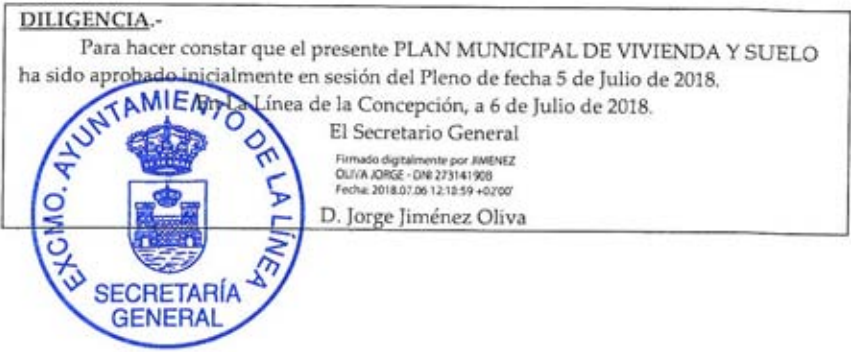 DILIGENCIA.-
Para hacer constar que el presente PLAN MUNICIPAL DE VIVIENDA Y SUELO
ha sido aprobado inicialmente en sesión del Pleno de fecha 5 de Julio de 2018.
En La Línea de la Concepción, a 6 de Julio de 2018.
El Secretario General
Firmado digitalmente por JIMENEZ
OLIVA JORGE - DNI 27314190B
Fecha: 2018.07.06 12:18:59 +02'00'
D. Jorge Jiménez Oliva
EXCMO. AYUNTAMIENTO DE LA LÍNEA
SECRETARÍA
GENERAL